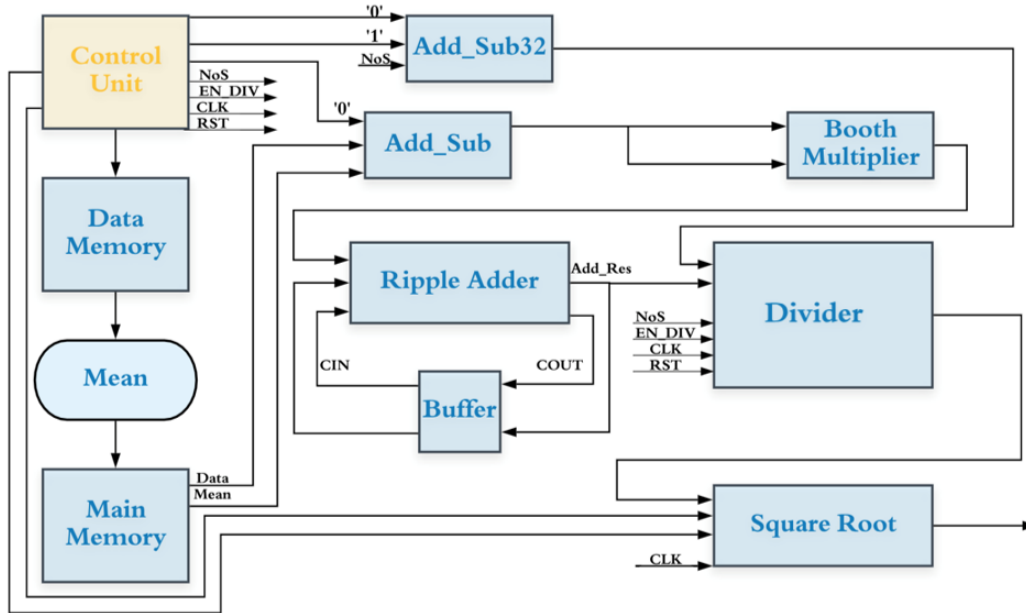 '0'
Control
Unit
'1'
NoS
Add_Sub32
NoS
EN_DIV
CLK
RST
'0'
Add_Sub
Booth
Multiplier
Data
Memory
Ripple Adder
Add_Res
Divider
NoS
EN_DIV
CLK
RST
Mean
CIN
COUT
Buffer
Data
Mean
Main
Memory
Square Root
CLK